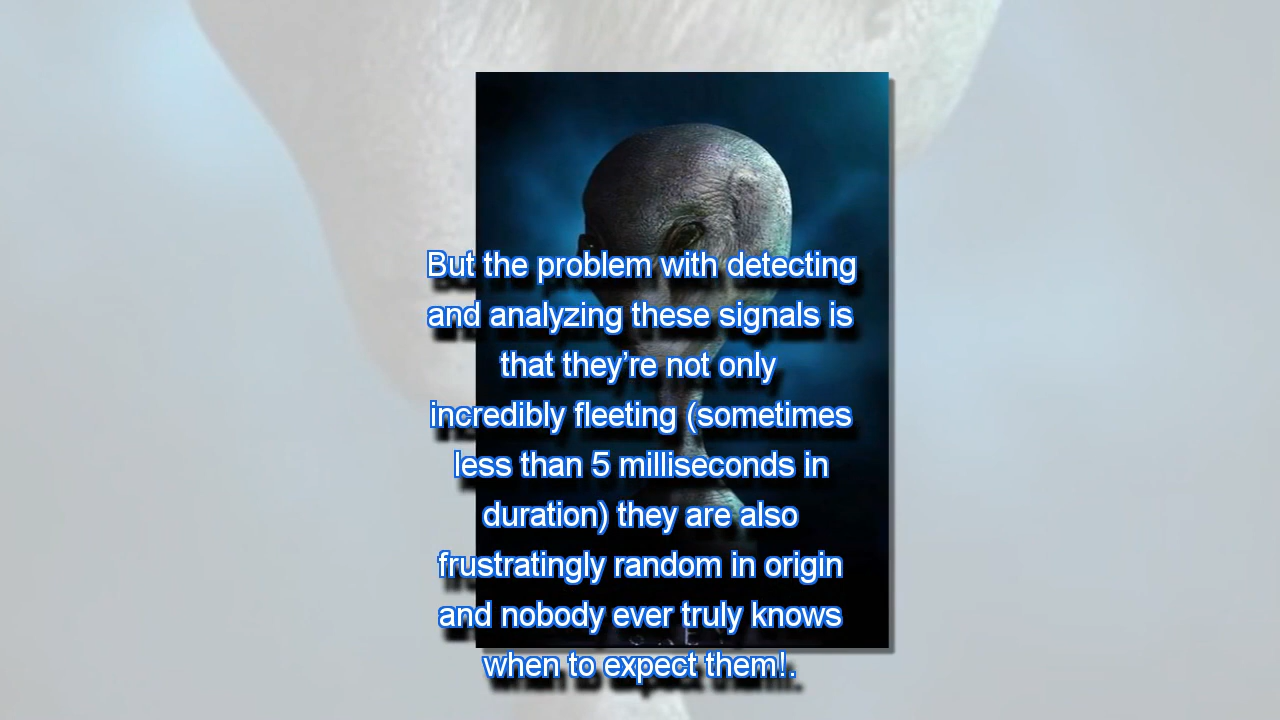 But the problem with detecting
and analyzing these signals is
that they’re not only
incredibly fleeting (sometimes
less than 5 milliseconds in
duration) they are also
frustratingly random in origin
and nobody ever truly knows
when to expect them!.